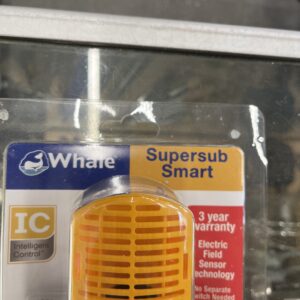 Whale
Supersub
Smart
IC
Intelligent
Control
3 year
warranty
Electric
Field
Sensor
Technology
No Separate
Switch Needed